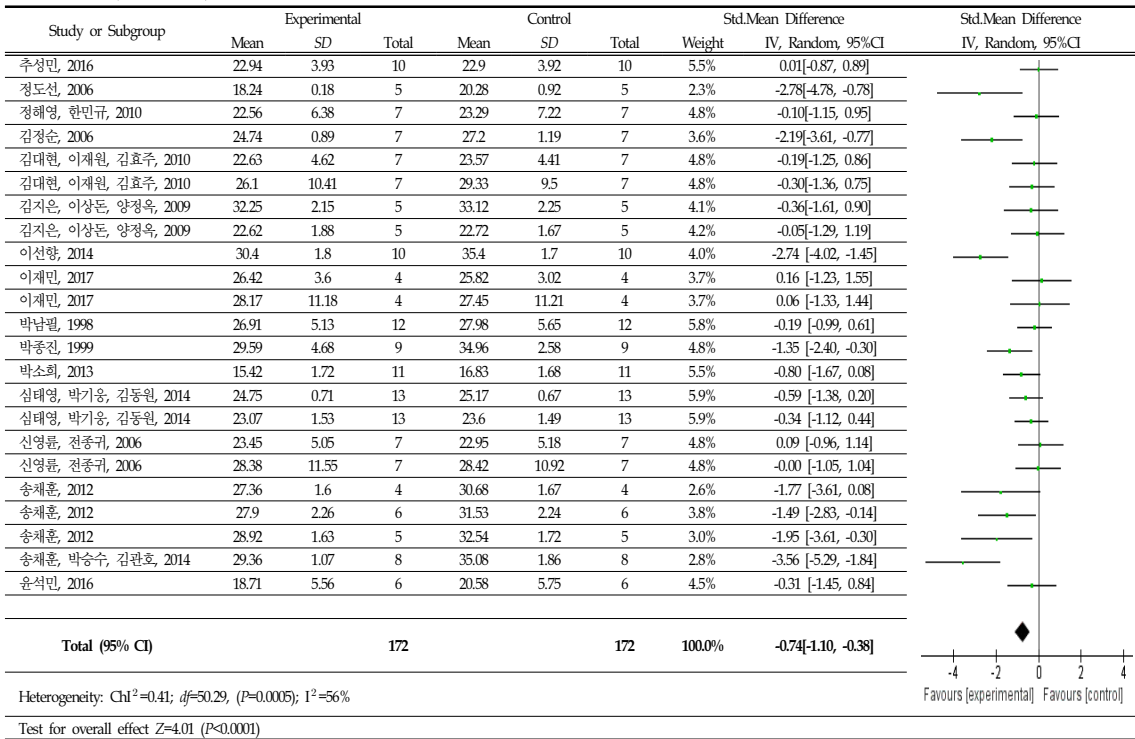 Study or Subgroup Experimental Control Std.Mean Difference Std.Mean Difference
Mean SD Total Mean SD Total Weight IV, Random, 95%CI IV, Random, 95%CI
추성민, 2016 22.94 3.93 10 22.9 3.92 10 5.5% 0.01[-0.87, 0.89]
정도선, 2006 18.24 0.18 5 20.28 0.92 5 2.3% -2.78[-4.78, -0.78]
정해영, 한민규, 2010 22.56 6.38 7 23.29 7.22 7 4.8% -0.10[-1.15, 0.95]
김정순, 2006 24.74 0.89 7 27.2 1.19 7 3.6% -2.19[-3.61, -0.77]
김대현, 이재원, 김효주, 2010 22.63 4.62 7 23.57 4.41 7 4.8% -0.19[-1.25, 0.86]
김대현, 이재원, 김효주, 2010 26.1 10.41 7 29.33 9.5 7 4.8% -0.30[-1.36, 0.75]
김지은, 이상돈, 양정옥, 2009 32.25 2.15 5 33.12 2.25 5 4.1% -0.36[-1.61, 0.90]
김지은, 이상돈, 양정옥, 2009 22.62 1.88 5 22.72 1.67 5 4.2% -0.05[-1.29, 1.19]
이선향, 2014 30.4 1.8 10 35.4 1.7 10 4.0% -2.74 [-4.02, -1.45]
이재민, 2017 26.42 3.6 4 25.82 3.02 4 3.7% 0.16 [-1.23, 1.55]
이재민, 2017 28.17 11.18 4 27.45 11.21 4 3.7% 0.06 [-1.33, 1.44]
박남필, 1998 26.91 5.13 12 27.98 5.65 12 5.8% -0.19 [-0.99, 0.61]
박종진, 1999 29.59 4.68 9 34.96 2.58 9 4.8% -1.35 [-2.40, -0.30]
박소희, 2013 15.42 1.72 11 16.83 1.68 11 5.5% -0.80 [-1.67, 0.08]
심태영, 박기웅, 김동원, 2014 24.75 0.71 13 25.17 0.67 13 5.9% -0.59 [-1.38, 0.20]
심태영, 박기웅, 김동원, 2014 23.07 1.53 13 23.6 1.49 13 5.9% -0.34 [-1.12, 0.44]
신영륜, 전종귀, 2006 23.45 5.05 7 22.95 5.18 7 4.8% 0.09 [-0.96, 1.14]
신영륜, 전종귀, 2006 28.38 11.55 7 28.42 10.92 7 4.8% -0.00 [-1.05, 1.04]
송채훈, 2012 27.36 1.6 4 30.68 1.67 4 2.6% -1.77 [-3.61, 0.08]
송채훈, 2012 27.9 2.26 6 31.53 2.24 6 3.8% -1.49 [-2.83, -0.14]
송채훈, 2012 28.92 1.63 5 32.54 1.72 5 3.0% -1.95 [-3.61, -0.30]
송채훈, 박승수, 김관호, 2014 29.36 1.07 8 35.08 1.86 8 2.8% -3.56 [-5.29, -1.84]
윤석민, 2016 18.71 5.56 6 20.58 5.75 6 4.5% -0.31 [-1.45, 0.84]
Total (95% CI) 172 172 100.0% -0.74[-1.10, -0.38]
-4 -2 0 2 4
Favours [experimental] Favours [control]
Heterogeneity: ChI²=0.41; df=50.29, (P=0.0005); I²=56%
Test for overall effect Z=4.01 (P<0.0001)